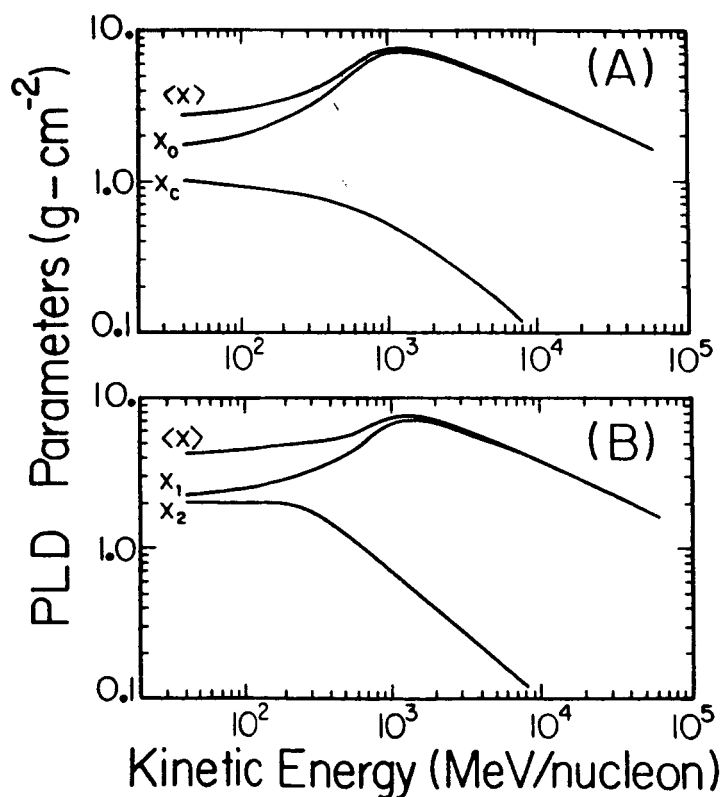 PLD Parameters (g-cm⁻²)
10.
1.0
0.1
(A)
⟨X⟩
X₀
X_C
10² 10³ 10⁴ 10⁵
10.
1.0
0.1
(B)
⟨X⟩
X₁
X₂
10² 10³ 10⁴ 10⁵
Kinetic Energy (MeV/nucleon)